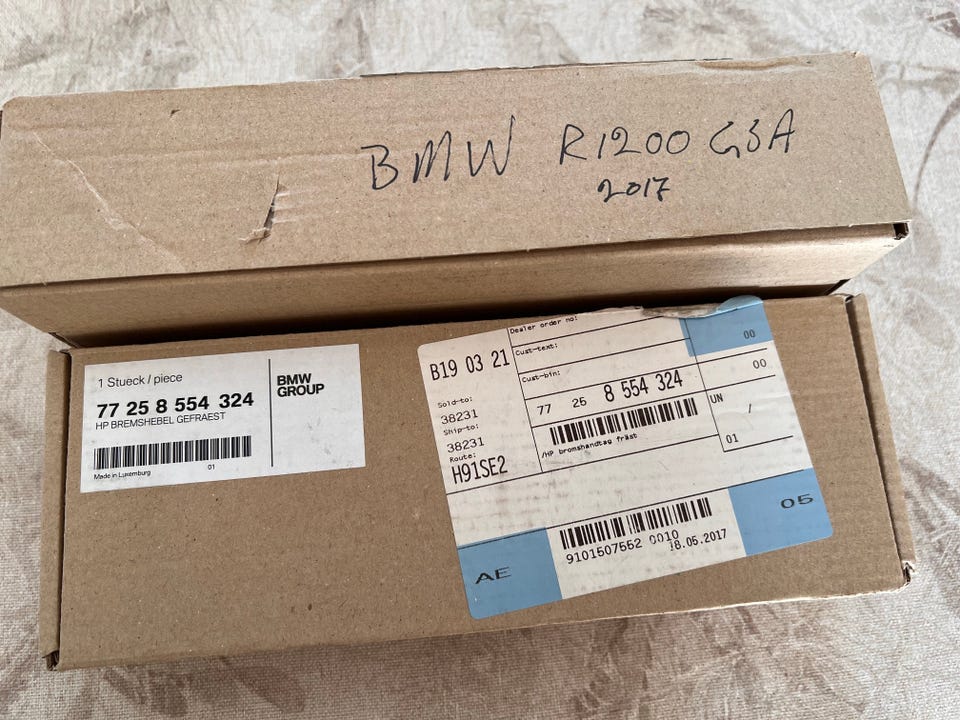 BMW R1200 GSA
2017
1 Stueck / piece
77 25 8 554 324
HP BREMSHEBEL GEFRAEST
Made in Luxemburg
01
BMW
GROUP
B19 03 21
Dealer order no:
Cust-text:
Cust-bin:
Sold-to:
38231
Ship-to:
38231
Route:
H91SE2
77 25 8 554 324
/HP bromshandtag fräst
00
00
UN /
01
9101507552 0010
18.05.2017
AE
05